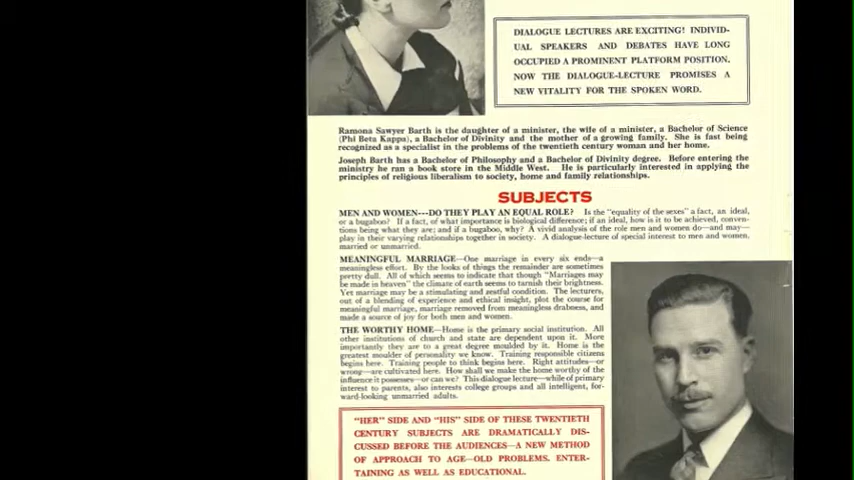 DIALOGUE LECTURES ARE EXCITING! INDIVID-
UAL SPEAKERS AND DEBATES HAVE LONG
OCCUPIED A PROMINENT PLATFORM POSITION.
NOW THE DIALOGUE-LECTURE PROMISES A
NEW VITALITY FOR THE SPOKEN WORD.
Ramona Sawyer Barth is the daughter of a minister, the wife of a minister, a Bachelor of Science
(Phi Beta Kappa), a Bachelor of Divinity and the mother of a growing family. She is fast being
recognized as a specialist in the problems of the twentieth century woman and her home.
Joseph Barth has a Bachelor of Philosophy and a Bachelor of Divinity degree. Before entering the
ministry he ran a book store in the Middle West. He is particularly interested in applying the
principles of religious liberalism to society, home and family relationships.
SUBJECTS
MEN AND WOMEN---DO THEY PLAY AN EQUAL ROLE? Is the "equality of the sexes" a fact, an ideal,
or a bugaboo? If a fact, of what importance is biological difference; if an ideal, how is it to be achieved, conven-
tions being what they are; and if a bugaboo, why? A vivid analysis of the role men and women do—and may—
play in their varying relationships together in society. A dialogue-lecture of special interest to men and women,
married or unmarried.
MEANINGFUL MARRIAGE—One marriage in every six ends—a
meaningless effort. By the looks of things the remainder are sometimes
pretty dull. All of which seems to indicate that though "Marriages may
be made in heaven" the climate of earth seems to tarnish their brightness.
Yet marriage may be a stimulating and restful condition. The lecturers,
out of a blending of experience and ethical insight, plot the course for
meaningful marriage, marriage removed from meaningless drabness, and
made a source of joy for both men and women.
THE WORTHY HOME—Home is the primary social institution. All
other institutions of church and state are dependent upon it. More
importantly they are to a great degree moulded by it. Home is the
greatest moulder of personality we know. Training responsible citizens
begins here. Training people to think begins here. Right attitudes—or
wrong—are cultivated here. How shall we make the home worthy of the
influence it possesses—or can we? This dialogue lecture—while of primary
interest to parents, also interests college groups and all intelligent, for-
ward-looking unmarried adults.
"HER" SIDE AND "HIS" SIDE OF THESE TWENTIETH
CENTURY SUBJECTS ARE DRAMATICALLY DIS-
CUSSED BEFORE THE AUDIENCES—A NEW METHOD
OF APPROACH TO AGE—OLD PROBLEMS. ENTER-
TAINING AS WELL AS EDUCATIONAL.